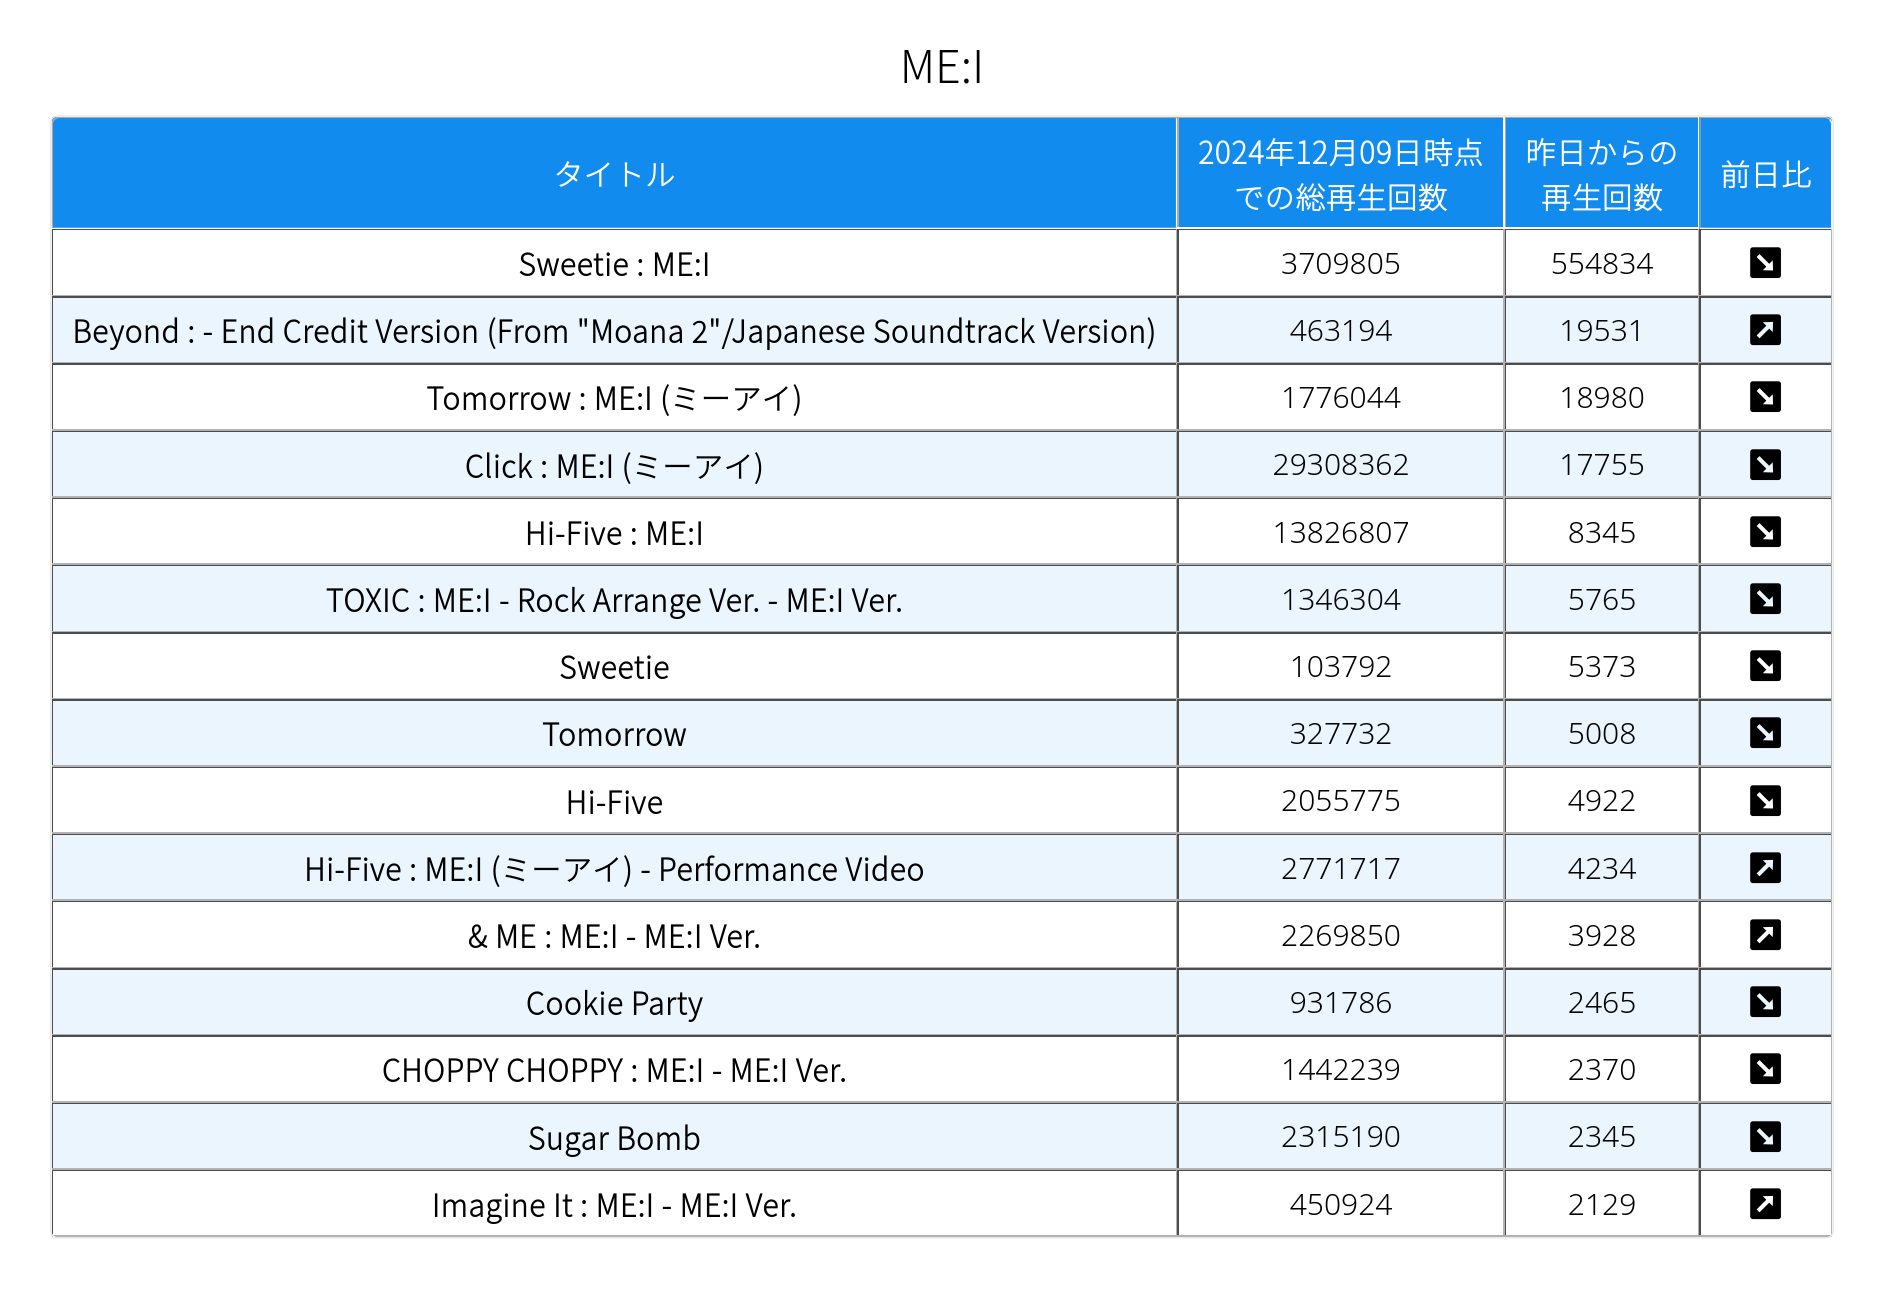 ME:I
タイトル 2024年12月09日時点での総再生回数 昨日からの再生回数 前日比
Sweetie : ME:I 3709805 554834 ↘
Beyond : - End Credit Version (From "Moana 2"/Japanese Soundtrack Version) 463194 19531 ↗
Tomorrow : ME:I (ミーアイ) 1776044 18980 ↘
Click : ME:I (ミーアイ) 29308362 17755 ↘
Hi-Five : ME:I 13826807 8345 ↘
TOXIC : ME:I - Rock Arrange Ver. - ME:I Ver. 1346304 5765 ↘
Sweetie 103792 5373 ↘
Tomorrow 327732 5008 ↘
Hi-Five 2055775 4922 ↘
Hi-Five : ME:I (ミーアイ) - Performance Video 2771717 4234 ↗
& ME : ME:I - ME:I Ver. 2269850 3928 ↗
Cookie Party 931786 2465 ↘
CHOPPY CHOPPY : ME:I - ME:I Ver. 1442239 2370 ↘
Sugar Bomb 2315190 2345 ↘
Imagine It : ME:I - ME:I Ver. 450924 2129 ↗